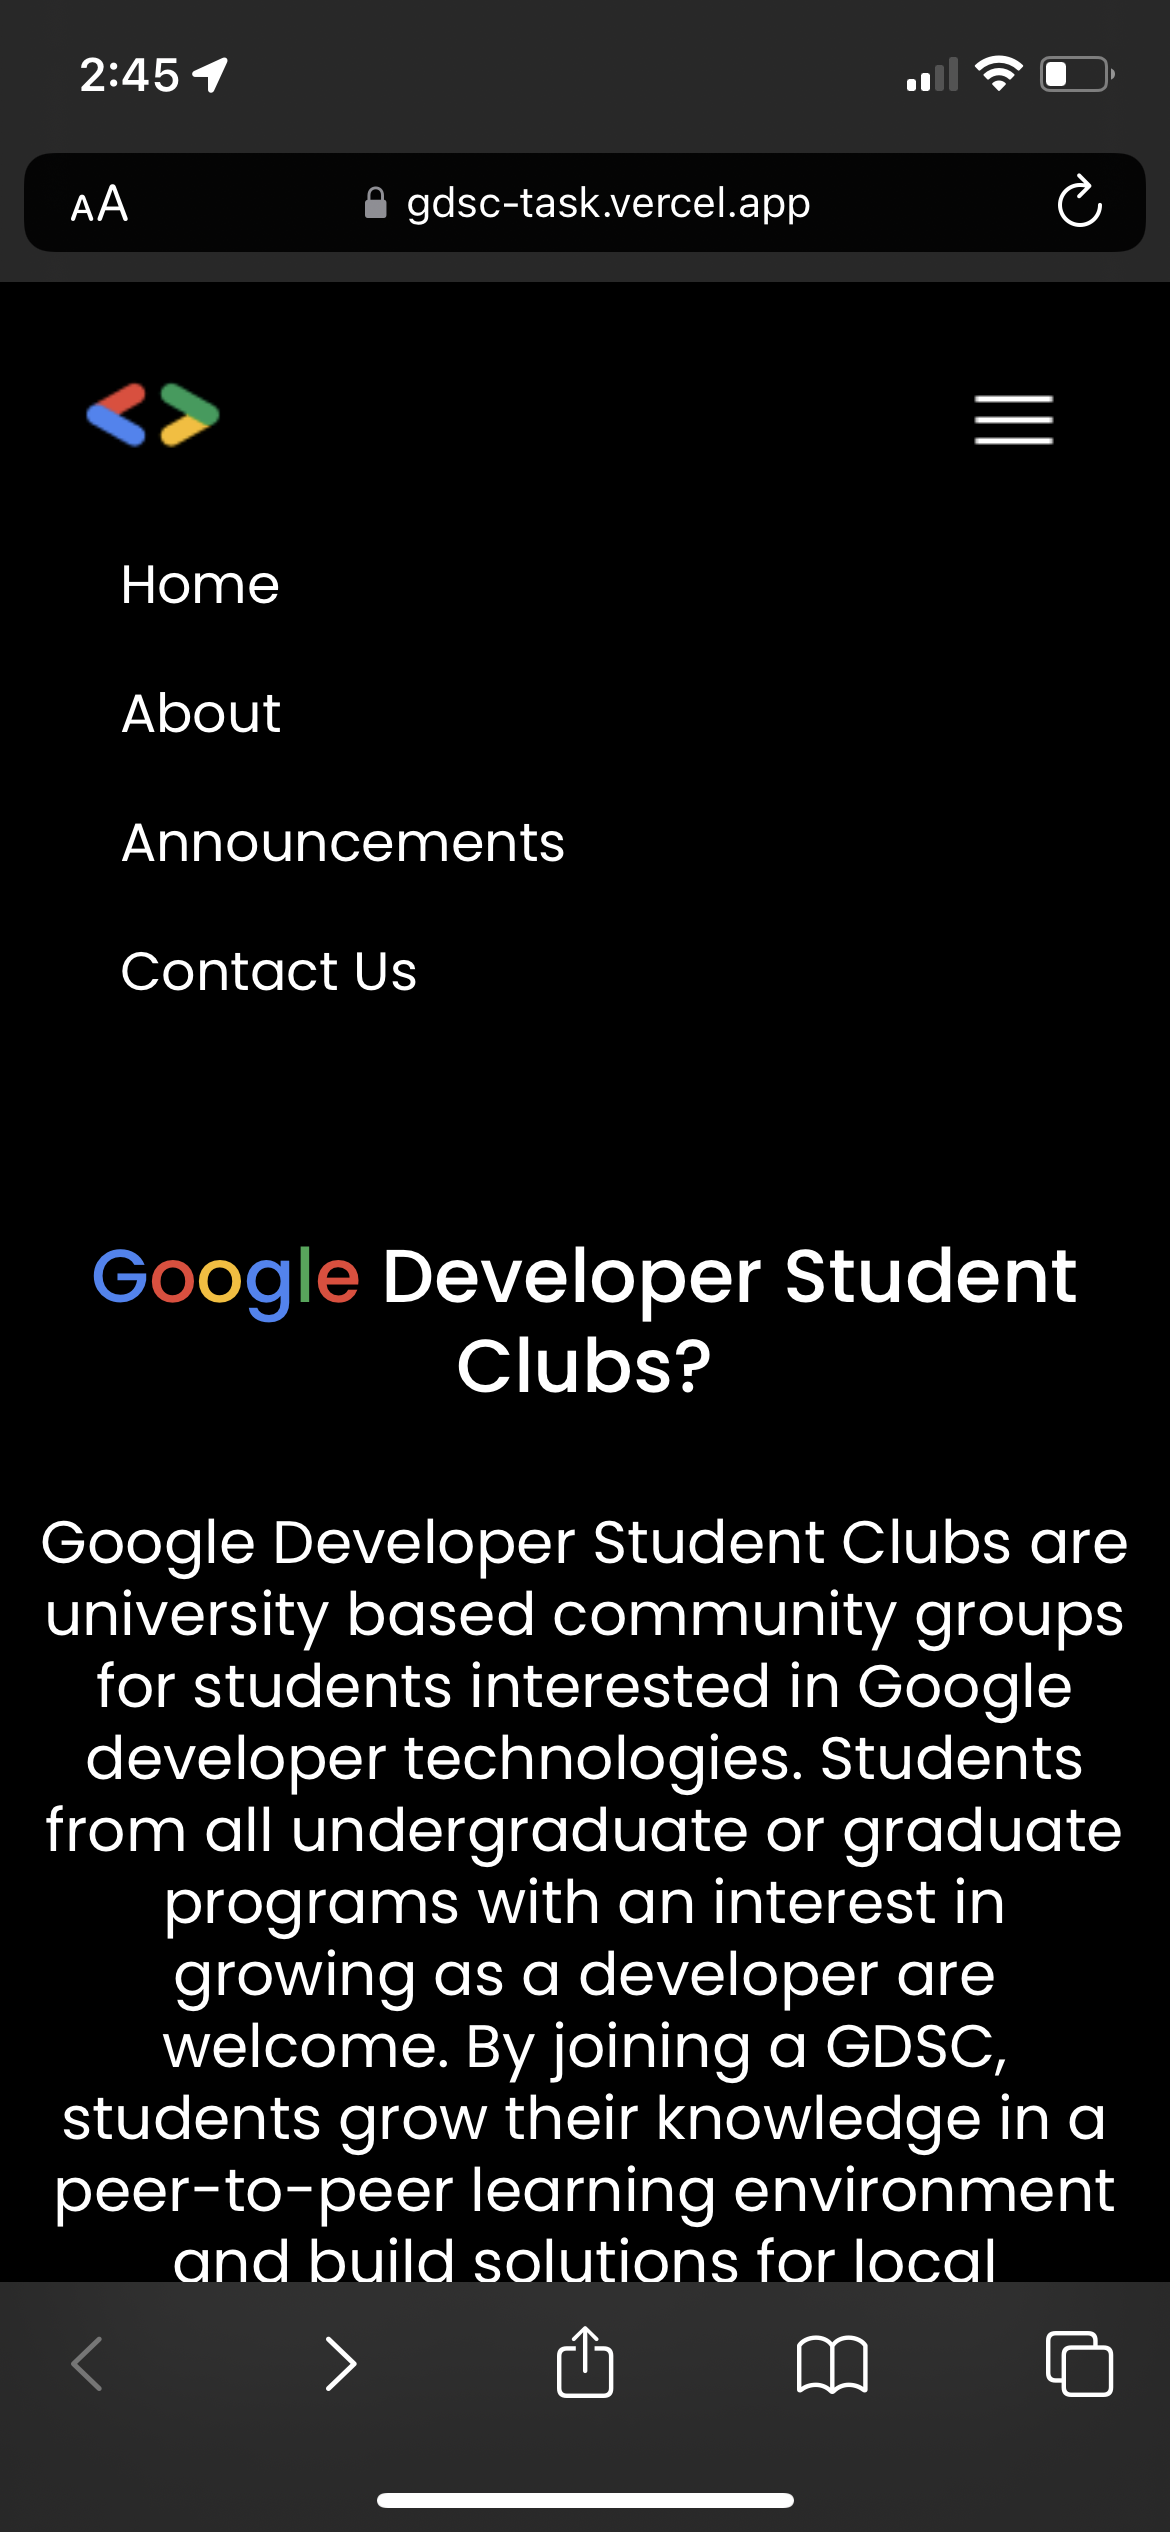 2:45
AA
gdsc-task.vercel.app
Home
About
Announcements
Contact Us
Google Developer Student
Clubs?
Google Developer Student Clubs are
university based community groups
for students interested in Google
developer technologies. Students
from all undergraduate or graduate
programs with an interest in
growing as a developer are
welcome. By joining a GDSC,
students grow their knowledge in a
peer-to-peer learning environment
and build solutions for local